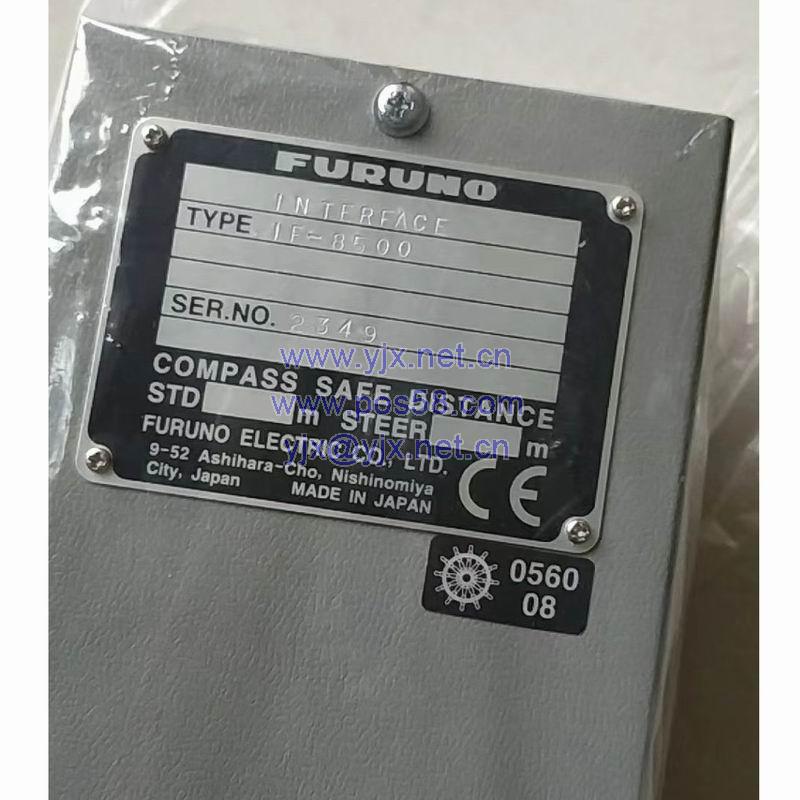 FURUNO
INTERFACE
TYPE IF-8500
SER.NO. 2349
www.yjx.net.cn
COMPASS SAFE DISTANCE
www.pos58.com
STD m STEER m
yjx@yjx.net.cn
FURUNO ELECTRIC CO., LTD.
9-52 Ashihara-Cho, Nishinomiya
City, Japan MADE IN JAPAN
CE
0560
08